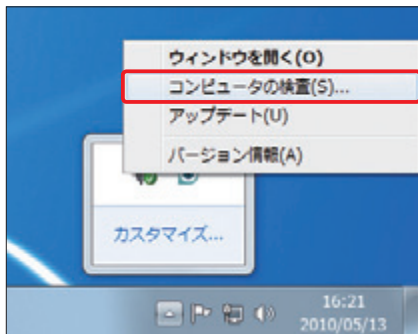 ウィンドウを開く(O)
コンピュータの検査(S)...
アップデート(U)
バージョン情報(A)
カスタマイズ...
16:21
2010/05/13